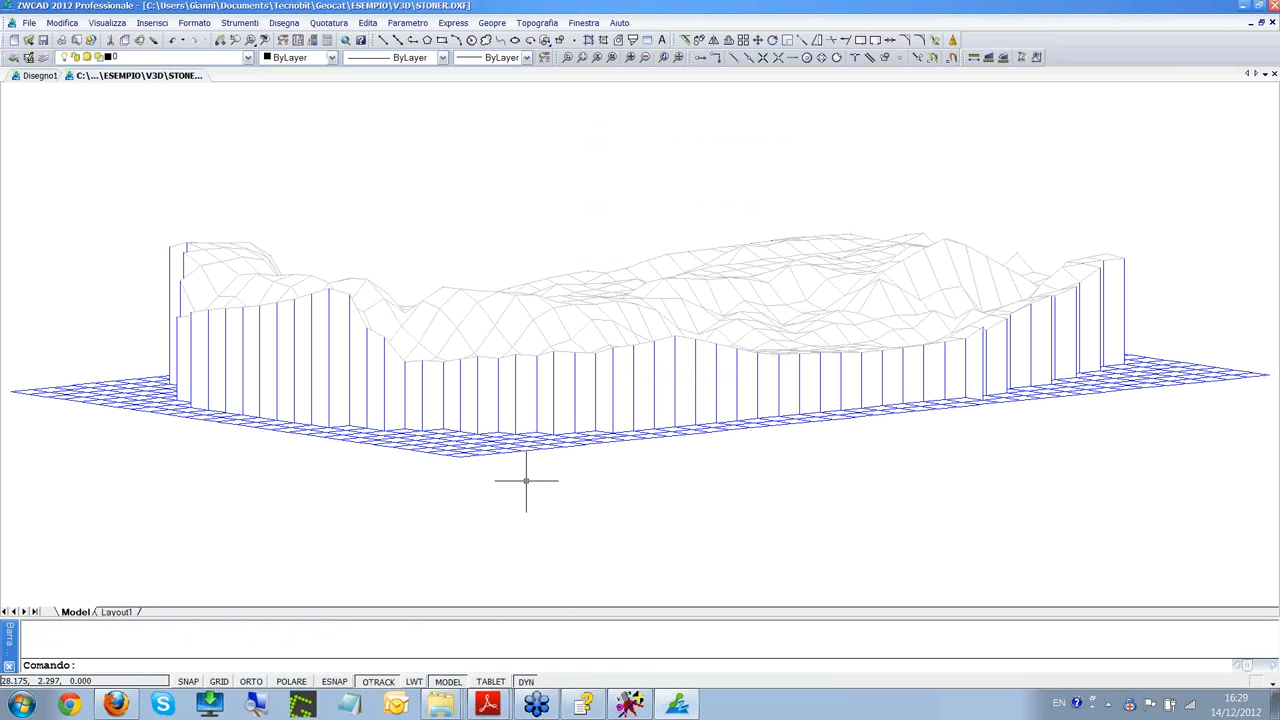 ZWCAD 2012 Professionale - [C:\Users\Gianni\Documents\Tecnobit\Geocat\ESEMPIO\V3D\STONER.DXF]
File Modifica Visualizza Inserisci Formato Strumenti Disegna Quotatura Edita Parametro Express Geopre Topografia Finestra Aiuto
0 ByLayer ByLayer ByLayer
Disegno1 C:\...\ESEMPIO\V3D\STONE...
Model Layout1
Barra ...
Comando:
28.175, 2.297, 0.000 SNAP GRID ORTO POLARE ESNAP OTRACK LWT MODEL TABLET DYN
EN 16:29
14/12/2012